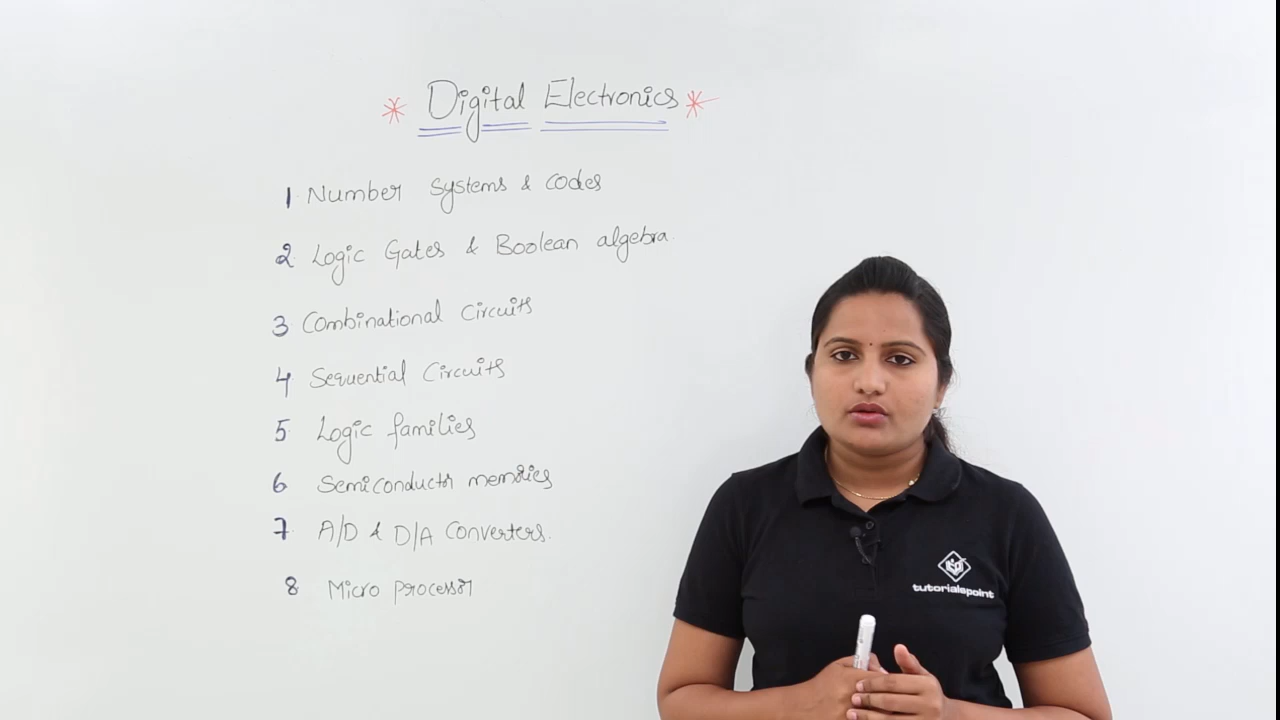 * Digital Electronics *
1. Number Systems & Codes
2. Logic Gates & Boolean algebra.
3 Combinational Circuits
4. Sequential Circuits
5. Logic families
6 Semiconductor memories
7. A/D & D/A Converters.
8 Micro processor
tutorialspoint